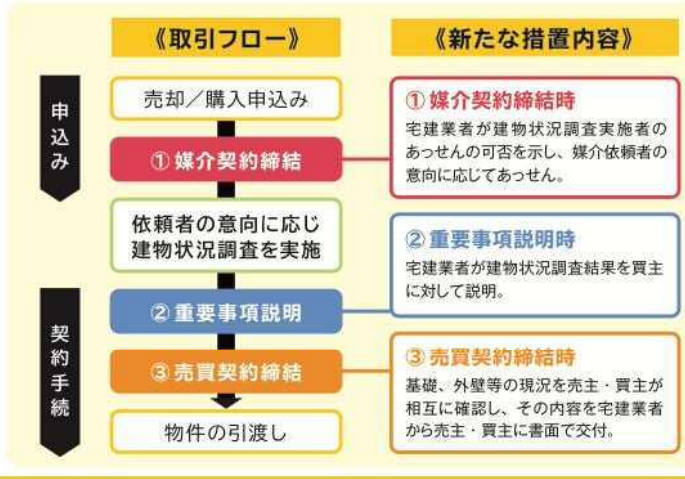 《取引フロー》
申込み
売却／購入申込み
①媒介契約締結
依頼者の意向に応じ
建物状況調査を実施
契約手続
②重要事項説明
③売買契約締結
物件の引渡し
《新たな措置内容》
①媒介契約締結時
宅建業者が建物状況調査実施者の
あっせんの可否を示し、媒介依頼者の
意向に応じてあっせん。
②重要事項説明時
宅建業者が建物状況調査結果を買主
に対して説明。
③売買契約締結時
基礎、外壁等の現況を売主・買主が
相互に確認し、その内容を宅建業者
から売主・買主に書面で交付。